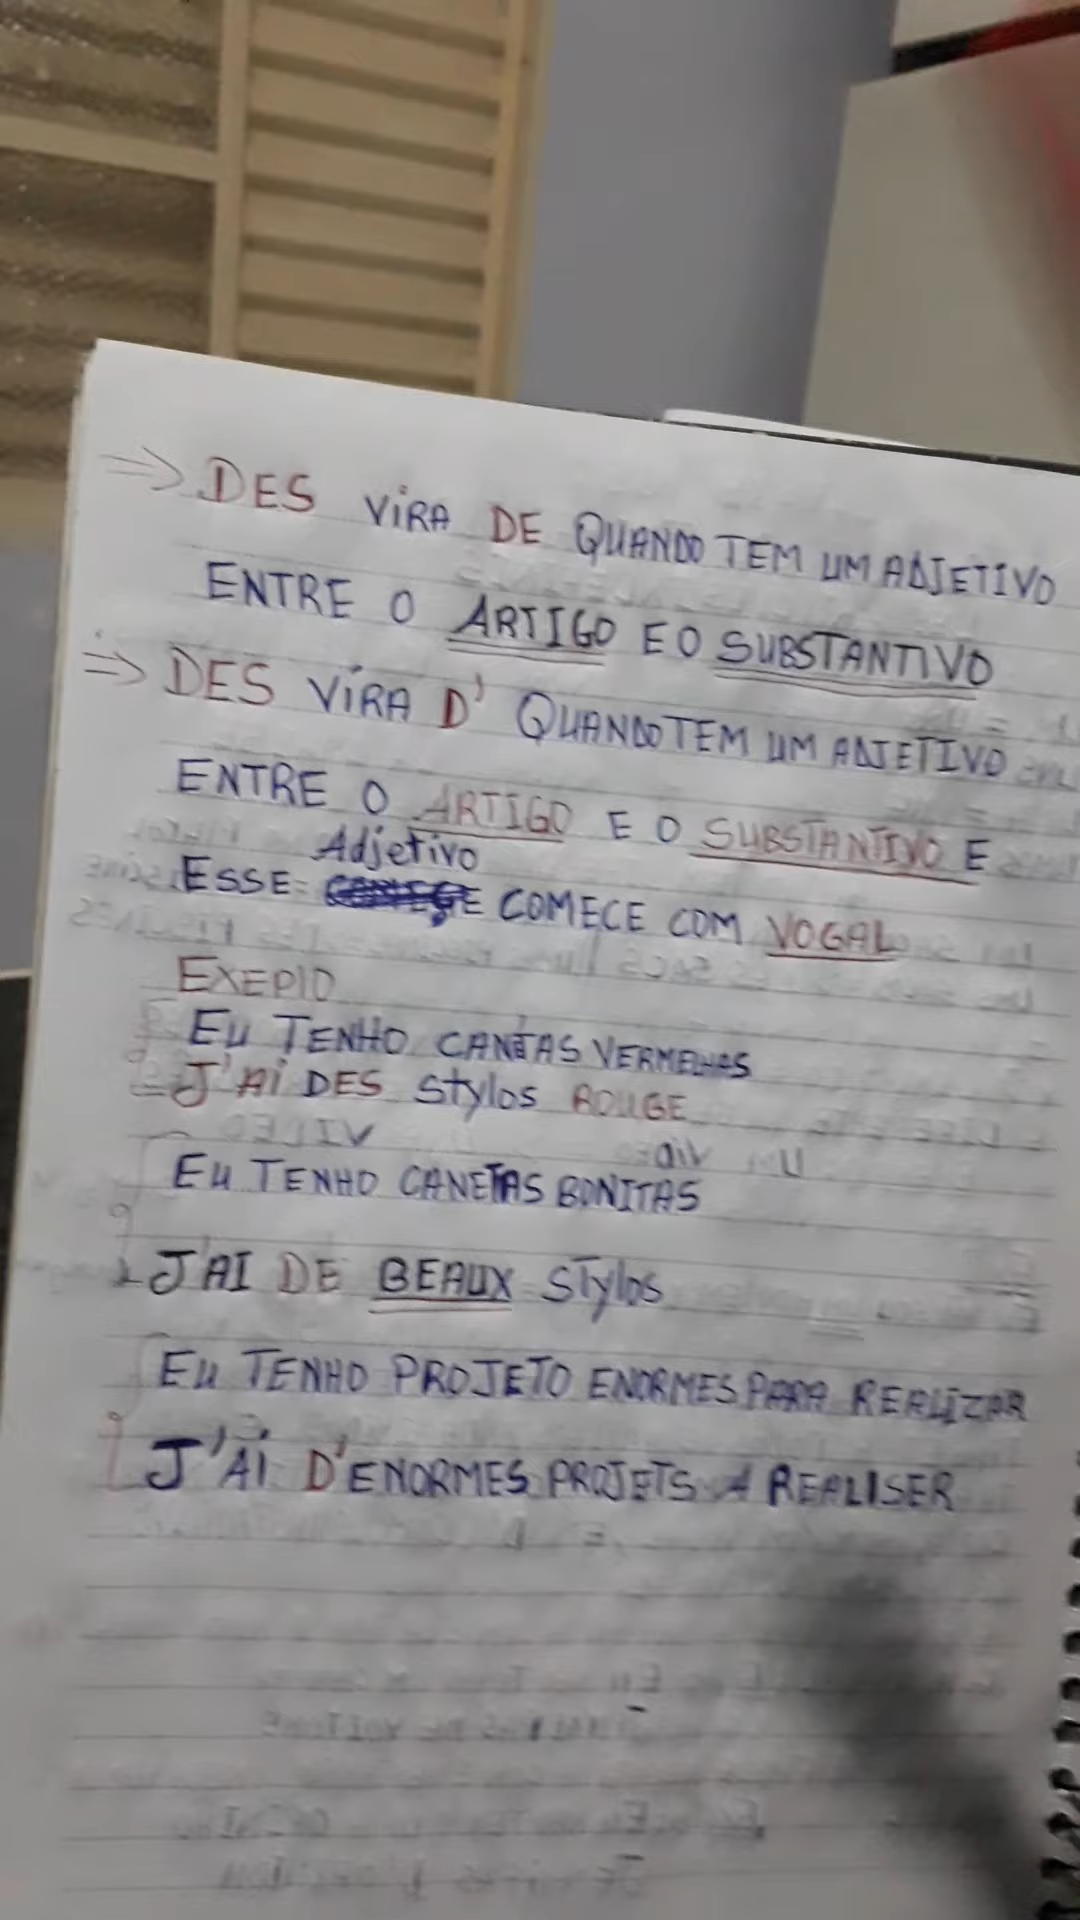 ⇒ DES VIRA DE QUANDO TEM UM ADJETIVO
ENTRE O ARTIGO E O SUBSTANTIVO
⇒ DES VIRA D' QUANDO TEM UM ADJETIVO
ENTRE O ARTIGO E O SUBSTANTIVO E
Adjetivo
ESSE COMECE COM VOGAL
EXEPLO
EU TENHO CANETAS VERMELHAS
J'AI DES stylos ROUGE
EU TENHO CANETAS BONITAS
J'AI DE BEAUX stylos
EU TENHO PROJETO ENORMES PARA REALIZAR
J'AI D'ENORMES PROJETS A REALISER